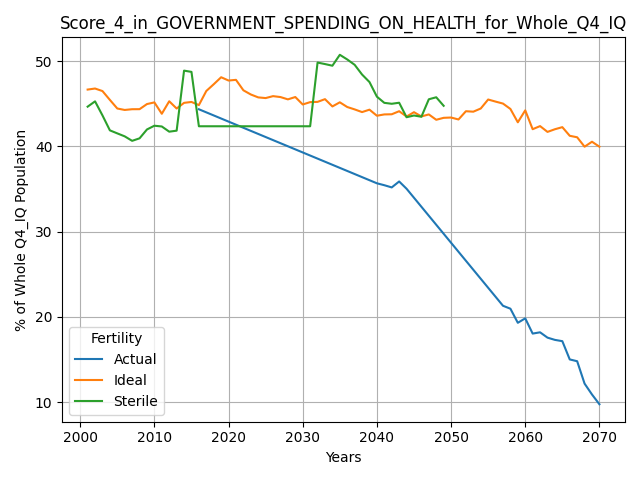 Score_4_in_GOVERNMENT_SPENDING_ON_HEALTH_for_Whole_Q4_IQ
% of Whole Q4_IQ Population
50
40
30
20
10
Fertility
Actual
Ideal
Sterile
2000 2010 2020 2030 2040 2050 2060 2070
Years